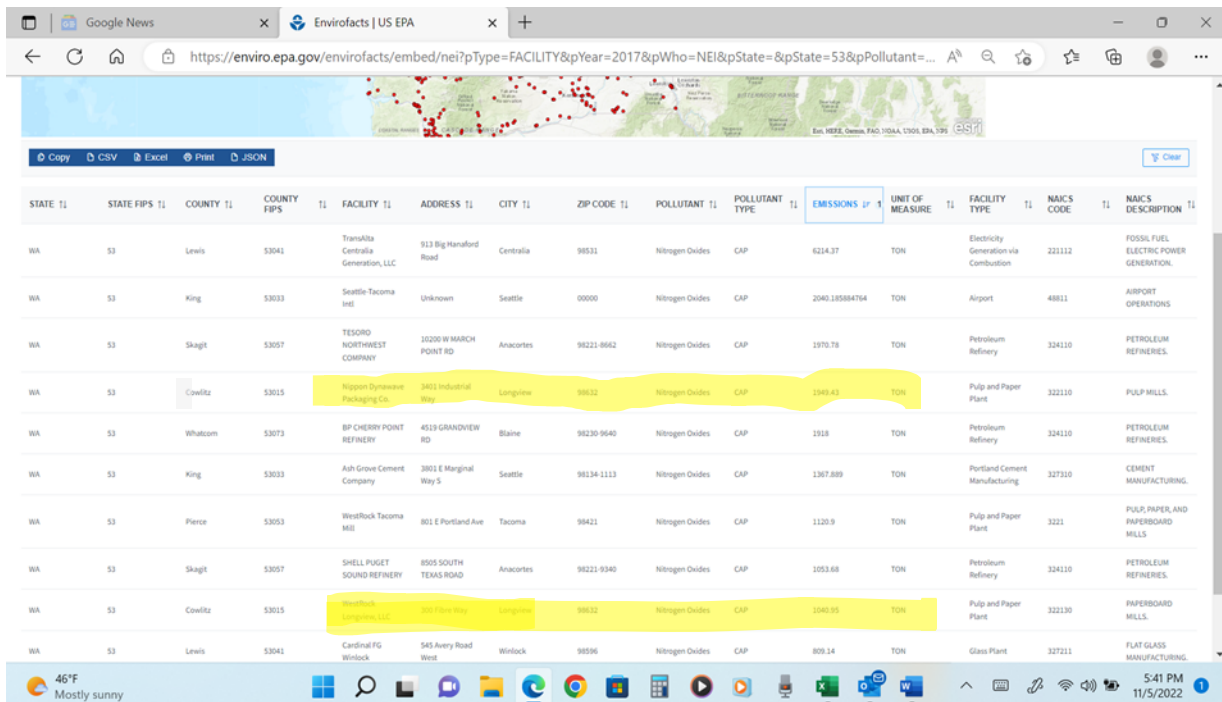 Google News
Envirofacts | US EPA
https://enviro.epa.gov/envirofacts/embed/nei?pType=FACILITY&pYear=2017&pWho=NEI&pState=&pState=53&pPollutant=...
Esri, HERE, Garmin, FAO, NOAA, USGS, EPA, NPS esri
Copy CSV Excel Print JSON Clear
STATE STATE FIPS COUNTY COUNTY FIPS FACILITY ADDRESS CITY ZIP CODE POLLUTANT POLLUTANT TYPE EMISSIONS 1 UNIT OF MEASURE FACILITY TYPE NAICS CODE NAICS DESCRIPTION
WA 53 Lewis 53041 TransAlta Centralia Generation, LLC 913 Big Hanaford Road Centralia 98531 Nitrogen Oxides CAP 6214.37 TON Electricity Generation via Combustion 221112 FOSSIL FUEL ELECTRIC POWER GENERATION.
WA 53 King 53033 Seattle-Tacoma Intl Unknown Seattle 00000 Nitrogen Oxides CAP 2040.185884764 TON Airport 48811 AIRPORT OPERATIONS
WA 53 Skagit 53057 TESORO NORTHWEST COMPANY 10200 W MARCH POINT RD Anacortes 98221-8662 Nitrogen Oxides CAP 1970.78 TON Petroleum Refinery 324110 PETROLEUM REFINERIES.
WA 53 Cowlitz 53015 Nippon Dynawave Packaging Co. 3401 Industrial Way Longview 98632 Nitrogen Oxides CAP 1949.43 TON Pulp and Paper Plant 322110 PULP MILLS.
WA 53 Whatcom 53073 BP CHERRY POINT REFINERY 4519 GRANDVIEW RD Blaine 98230-9640 Nitrogen Oxides CAP 1918 TON Petroleum Refinery 324110 PETROLEUM REFINERIES.
WA 53 King 53033 Ash Grove Cement Company 3801 E Marginal Way S Seattle 98134-1113 Nitrogen Oxides CAP 1367.889 TON Portland Cement Manufacturing 327310 CEMENT MANUFACTURING.
WA 53 Pierce 53053 WestRock Tacoma Mill 801 E Portland Ave Tacoma 98421 Nitrogen Oxides CAP 1120.9 TON Pulp and Paper Plant 3221 PULP, PAPER, AND PAPERBOARD MILLS
WA 53 Skagit 53057 SHELL PUGET SOUND REFINERY 8505 SOUTH TEXAS ROAD Anacortes 98221-9340 Nitrogen Oxides CAP 1053.68 TON Petroleum Refinery 324110 PETROLEUM REFINERIES.
WA 53 Cowlitz 53015 WestRock Longview, LLC 300 Fibre Way Longview 98632 Nitrogen Oxides CAP 1040.95 TON Pulp and Paper Plant 322130 PAPERBOARD MILLS.
WA 53 Lewis 53041 Cardinal FG Winlock 545 Avery Road West Winlock 98596 Nitrogen Oxides CAP 809.14 TON Glass Plant 327211 FLAT GLASS MANUFACTURING.
46°F
Mostly sunny
5:41 PM
11/5/2022
1